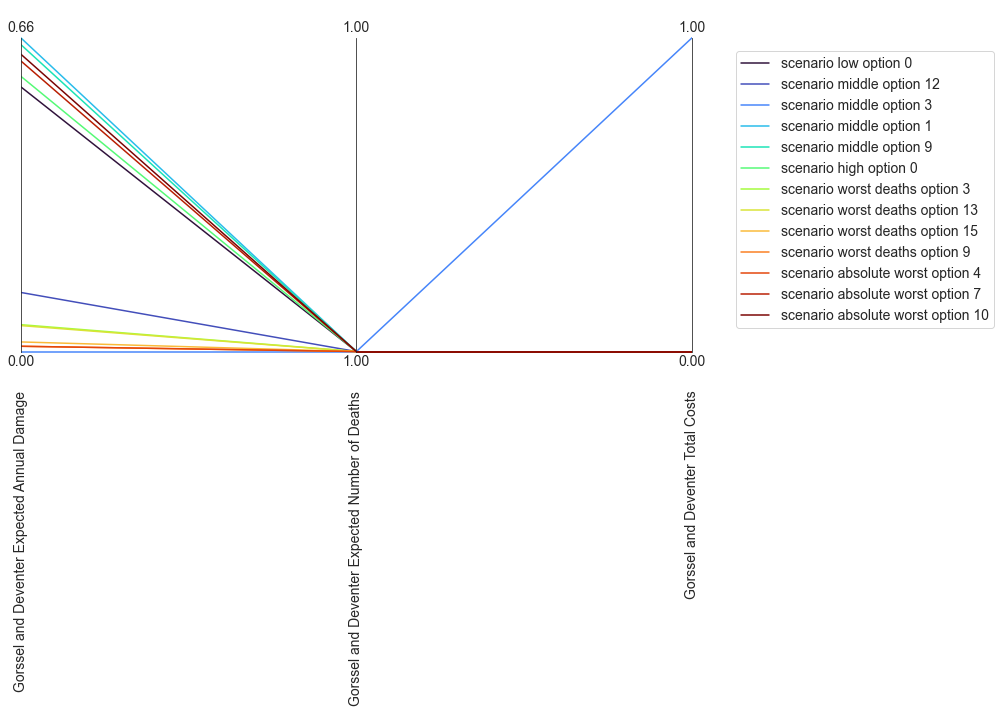 0.66
1.00
1.00
0.00
1.00
0.00
Gorssel and Deventer Expected Annual Damage
Gorssel and Deventer Expected Number of Deaths
Gorssel and Deventer Total Costs
scenario low option 0
scenario middle option 12
scenario middle option 3
scenario middle option 1
scenario middle option 9
scenario high option 0
scenario worst deaths option 3
scenario worst deaths option 13
scenario worst deaths option 15
scenario worst deaths option 9
scenario absolute worst option 4
scenario absolute worst option 7
scenario absolute worst option 10